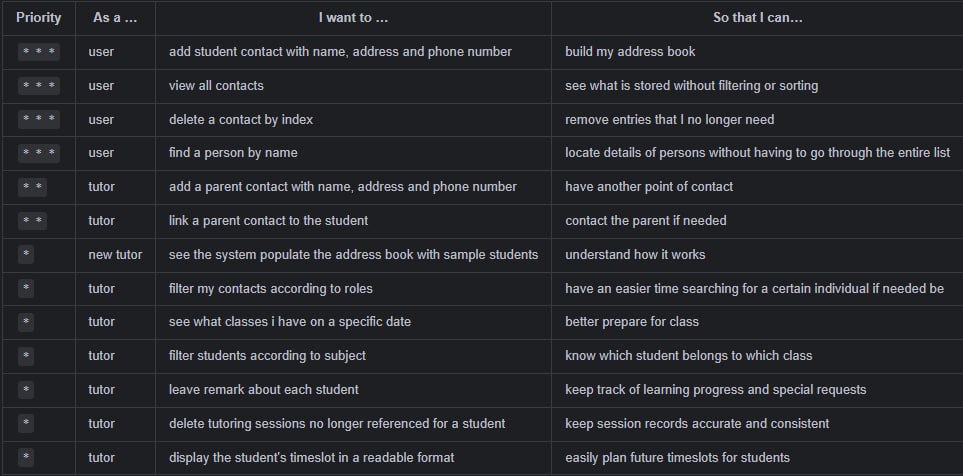 Priority As a … I want to … So that I can…
* * * user add student contact with name, address and phone number build my address book
* * * user view all contacts see what is stored without filtering or sorting
* * * user delete a contact by index remove entries that I no longer need
* * * user find a person by name locate details of persons without having to go through the entire list
* * tutor add a parent contact with name, address and phone number have another point of contact
* * tutor link a parent contact to the student contact the parent if needed
* new tutor see the system populate the address book with sample students understand how it works
* tutor filter my contacts according to roles have an easier time searching for a certain individual if needed be
* tutor see what classes i have on a specific date better prepare for class
* tutor filter students according to subject know which student belongs to which class
* tutor leave remark about each student keep track of learning progress and special requests
* tutor delete tutoring sessions no longer referenced for a student keep session records accurate and consistent
* tutor display the student's timeslot in a readable format easily plan future timeslots for students